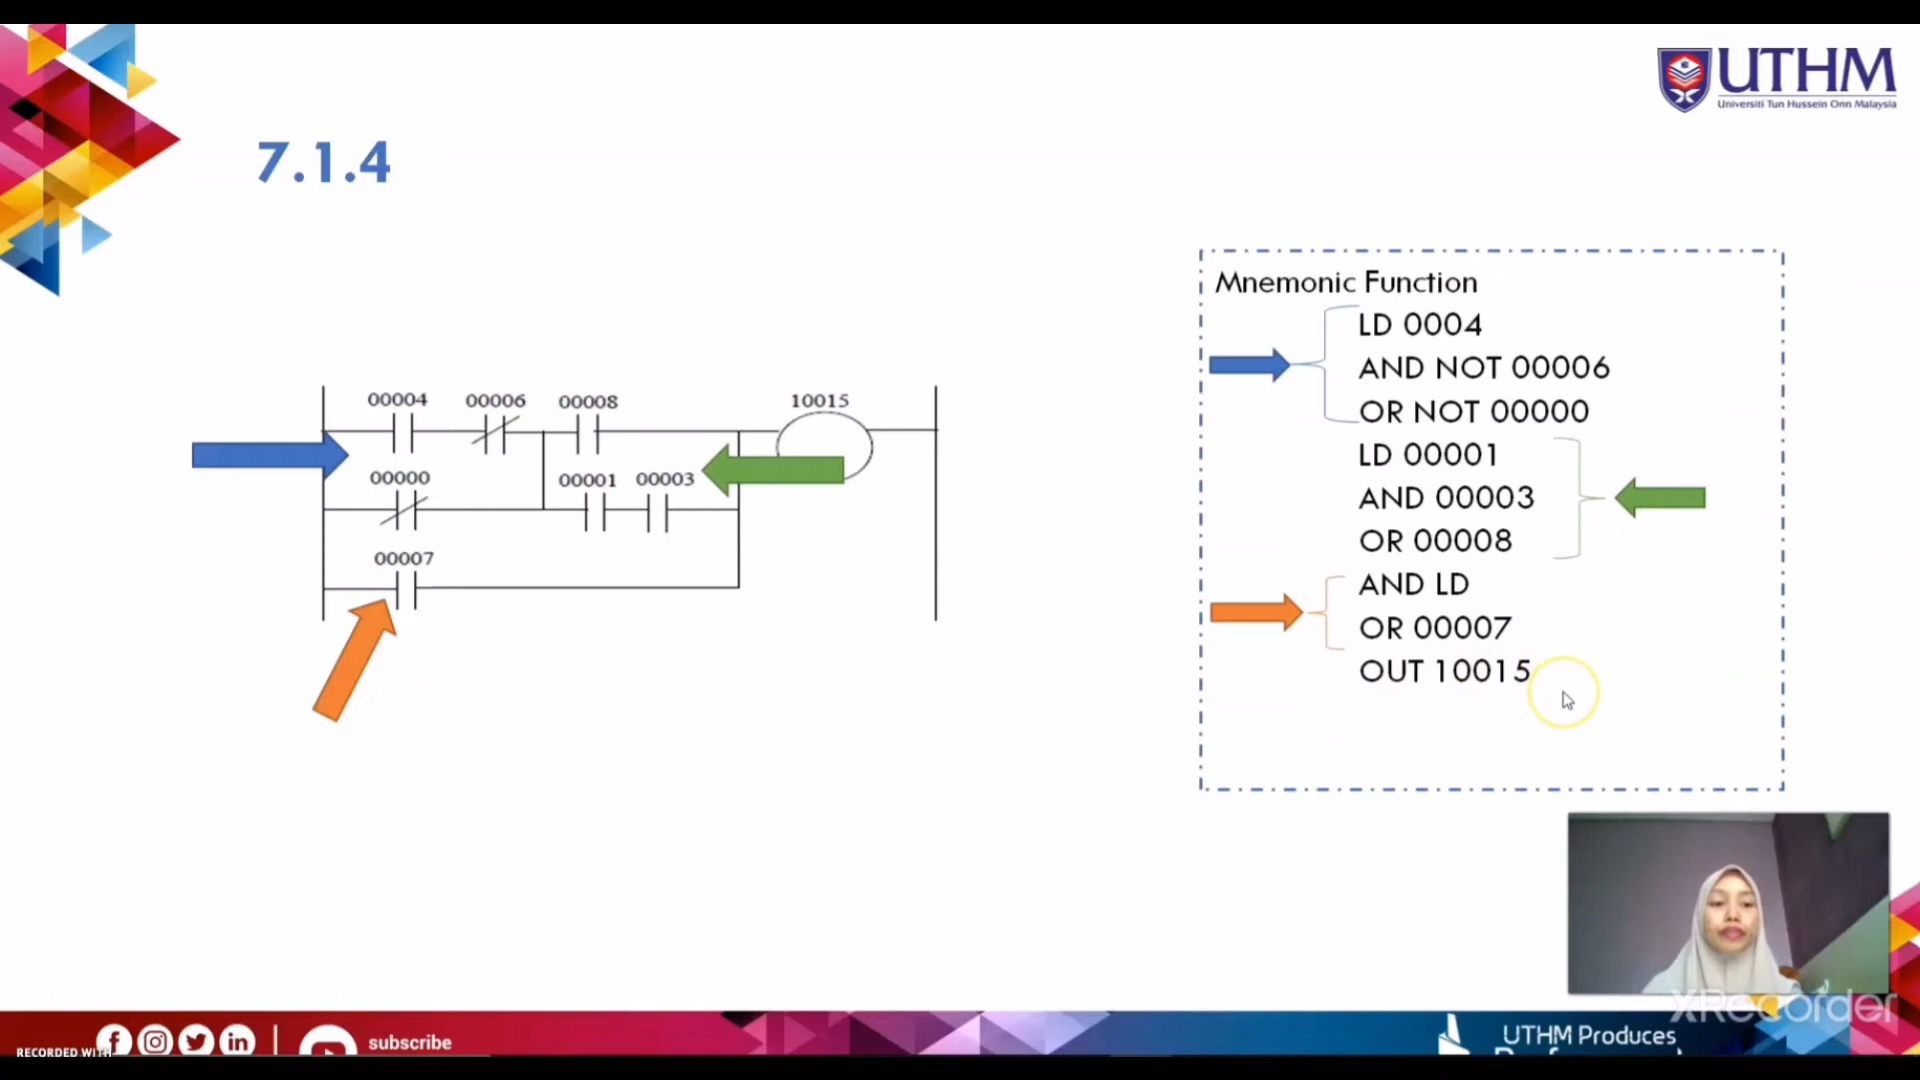 UTHM
Universiti Tun Hussein Onn Malaysia
7.1.4
00004 00006 00008 10015
00000 00001 00003
00007
Mnemonic Function
LD 0004
AND NOT 00006
OR NOT 00000
LD 00001
AND 00003
OR 00008
AND LD
OR 00007
OUT 10015
XRecorder
RECORDED WITH
subscribe
UTHM Produces